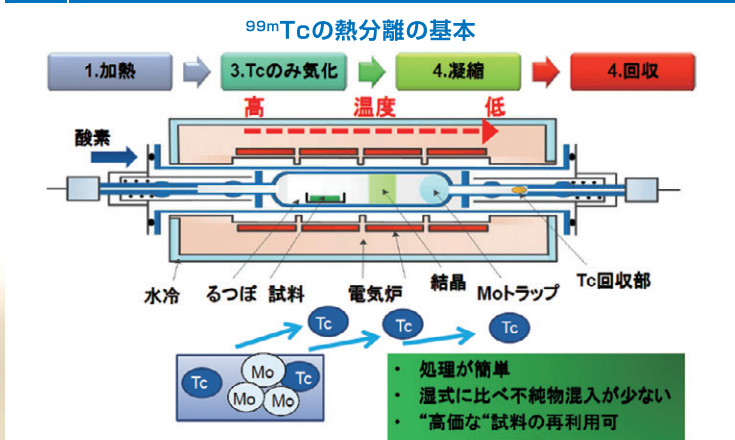 99mTcの熱分離の基本
1.加熱
3.Tcのみ気化
4.凝縮
4.回収
高 温度 低
酸素
水冷
るつぼ
試料
電気炉
結晶
Moトラップ
Tc回収部
Tc
Tc
Tc
Tc
Mo
Tc
Mo
Mo
・ 処理が簡単
・ 湿式に比べ不純物混入が少ない
・ “高価な“試料の再利用可